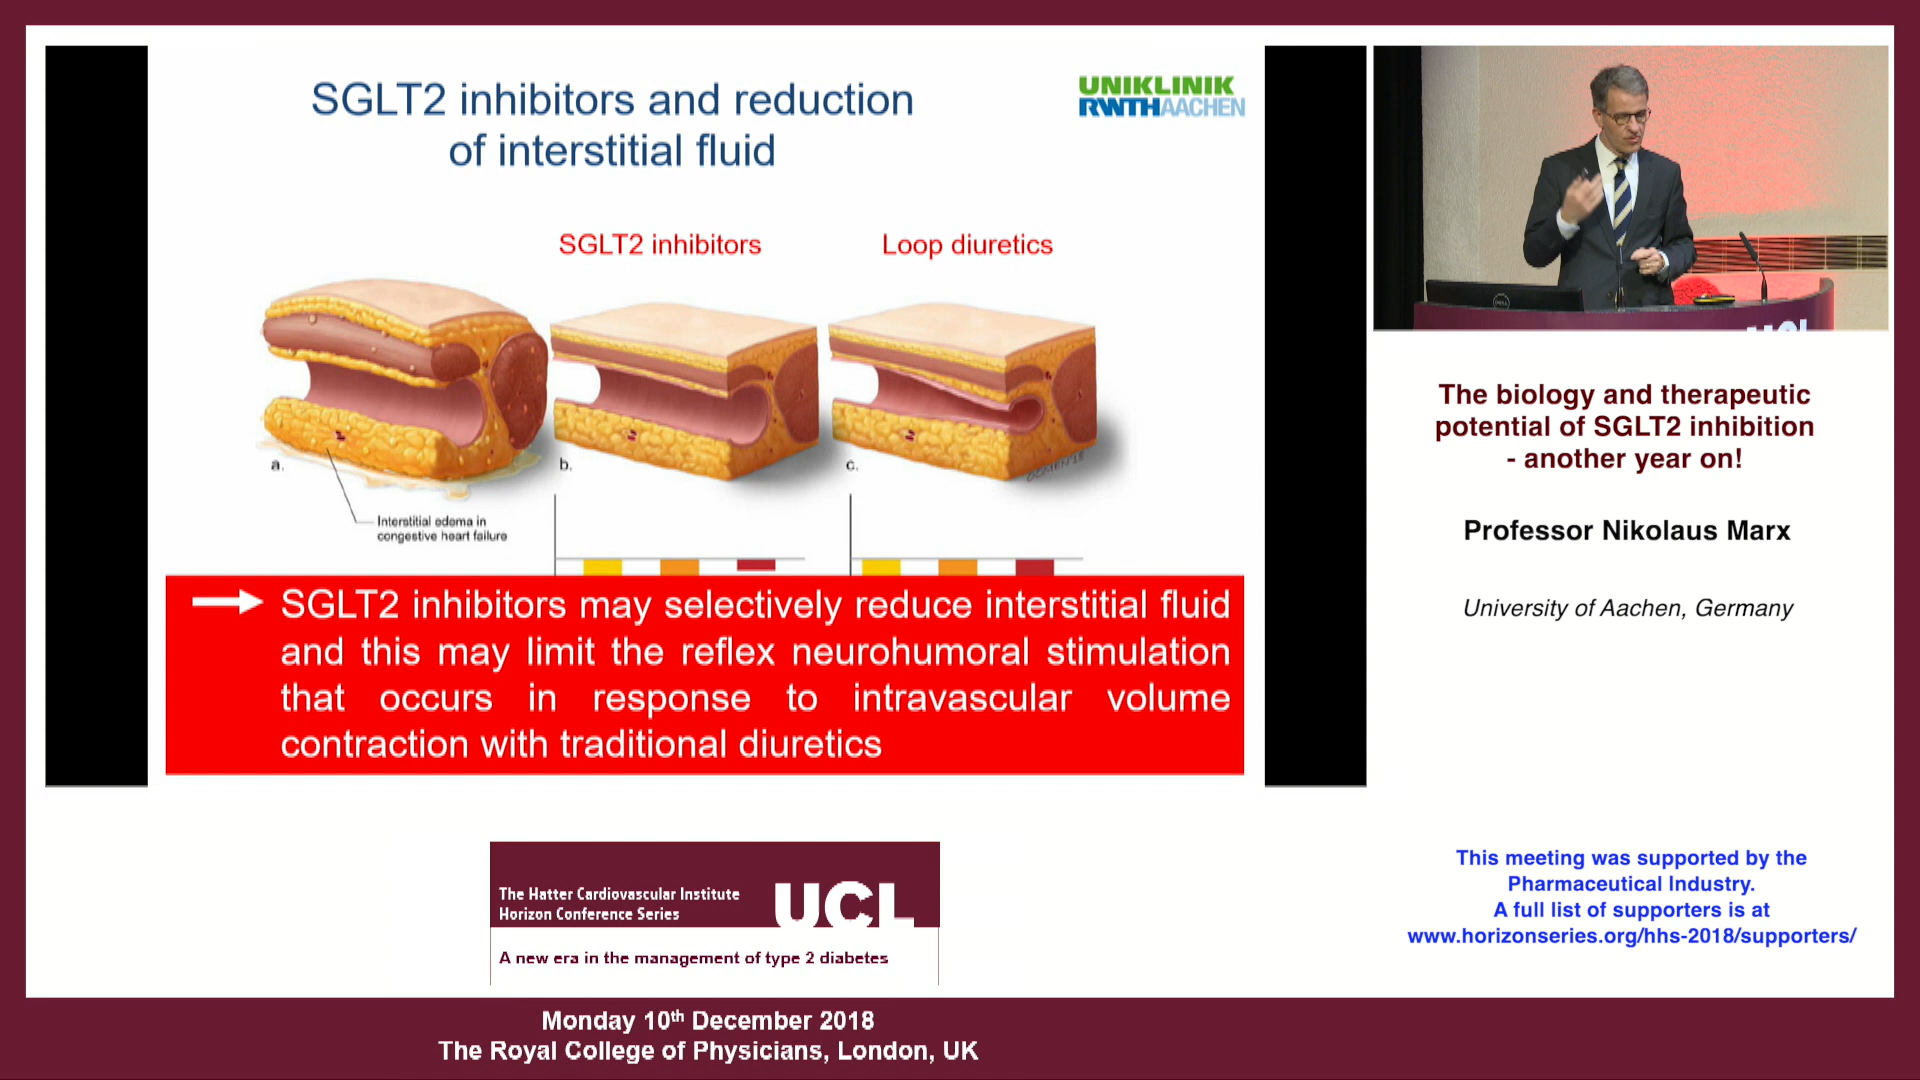 SGLT2 inhibitors and reduction
of interstitial fluid
UNIKLINIK
RWTHAACHEN
SGLT2 inhibitors
Loop diuretics
a.
b.
c.
Interstitial edema in
congestive heart failure
SGLT2 inhibitors may selectively reduce interstitial fluid
and this may limit the reflex neurohumoral stimulation
that occurs in response to intravascular volume
contraction with traditional diuretics
DELL
UCL
The biology and therapeutic
potential of SGLT2 inhibition
- another year on!
Professor Nikolaus Marx
University of Aachen, Germany
This meeting was supported by the
Pharmaceutical Industry.
A full list of supporters is at
www.horizonseries.org/hhs-2018/supporters/
The Hatter Cardiovascular Institute
Horizon Conference Series
UCL
A new era in the management of type 2 diabetes
Monday 10th December 2018
The Royal College of Physicians, London, UK